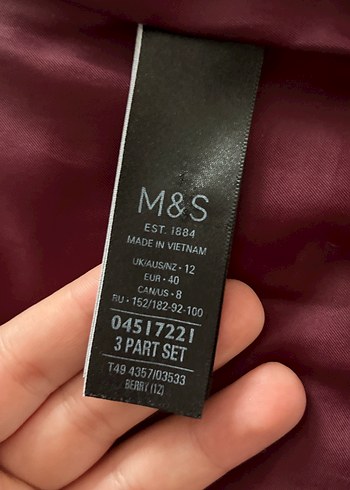 M&S
EST. 1884
MADE IN VIETNAM
UK/AUS/NZ • 12
EUR • 40
CAN/US • 8
RU • 152/182-92-100
04517221
3 PART SET
T49 4357/03533
BERRY (1Z)